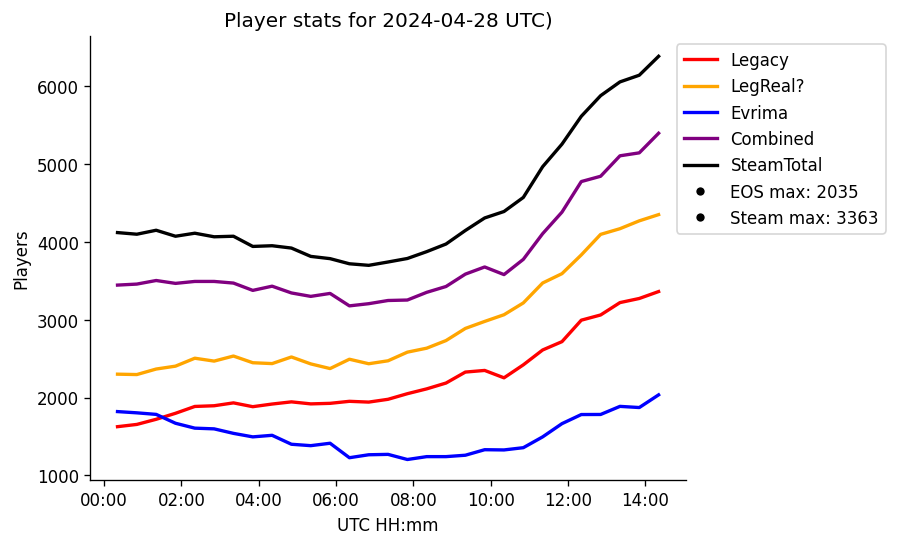 Player stats for 2024-04-28 UTC)
Legacy
LegReal?
Evrima
Combined
SteamTotal
EOS max: 2035
Steam max: 3363
Players
6000
5000
4000
3000
2000
1000
00:00 02:00 04:00 06:00 08:00 10:00 12:00 14:00
UTC HH:mm